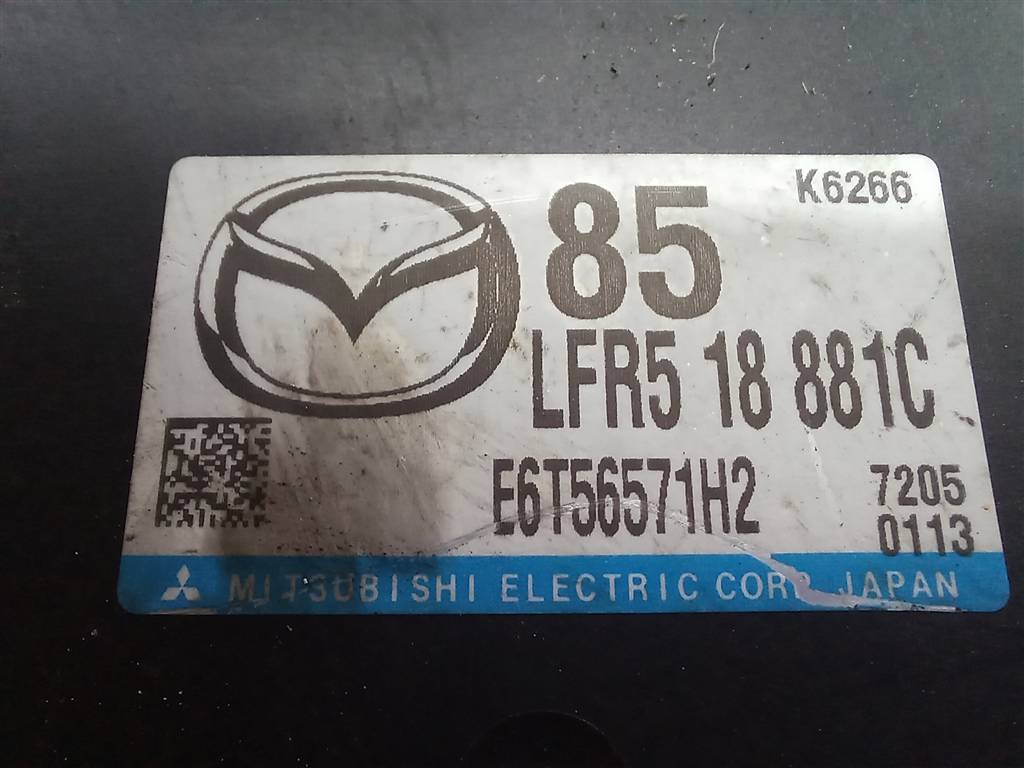 85
K6266
LFR5 18 881C
E6T56571H2
7205
0113
MITSUBISHI ELECTRIC CORP. JAPAN